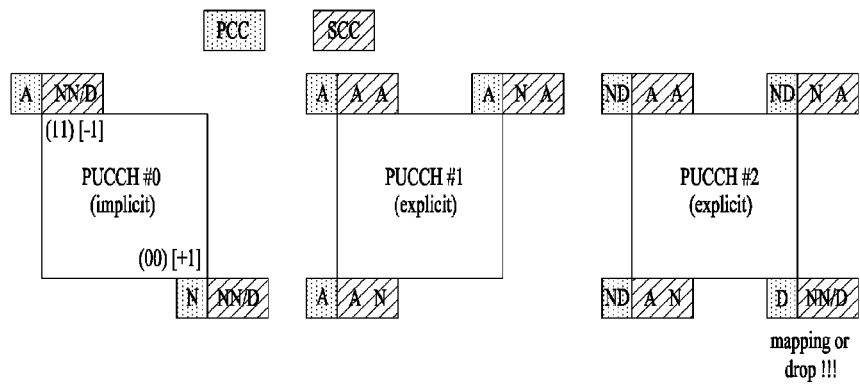 PCC SCC
A NN/D A A A A N A ND A A ND N A
(11) [-1]
PUCCH #0 PUCCH #1 PUCCH #2
(implicit) (explicit) (explicit)
(00) [+1]
N NN/D A A N ND A N D NN/D
mapping or
drop !!!